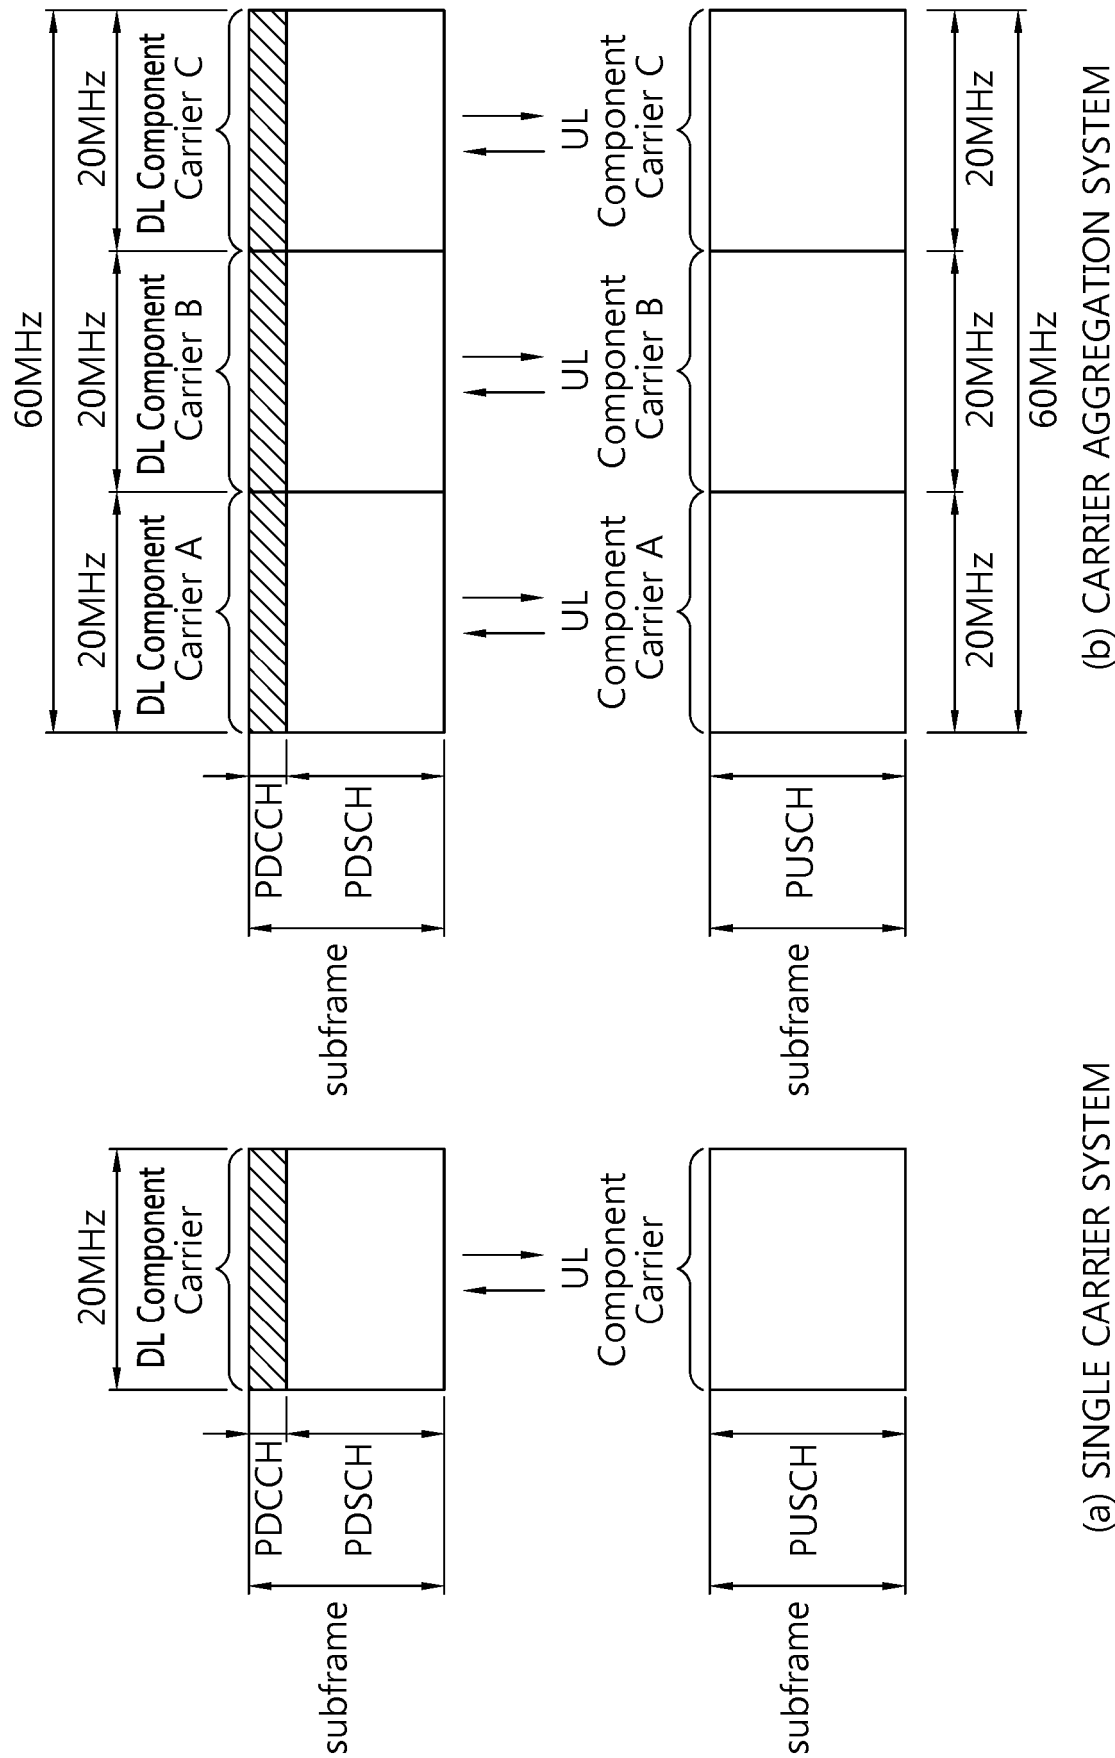 20MHz
DL Component
Carrier
PDCCH
PDSCH
subframe
UL
Component
Carrier
PUSCH
subframe
(a) SINGLE CARRIER SYSTEM
60MHz
20MHz
20MHz
20MHz
DL Component
Carrier A
DL Component
Carrier B
DL Component
Carrier C
PDCCH
PDSCH
subframe
UL
Component
Carrier A
UL
Component
Carrier B
UL
Component
Carrier C
PUSCH
subframe
20MHz
20MHz
20MHz
60MHz
(b) CARRIER AGGREGATION SYSTEM